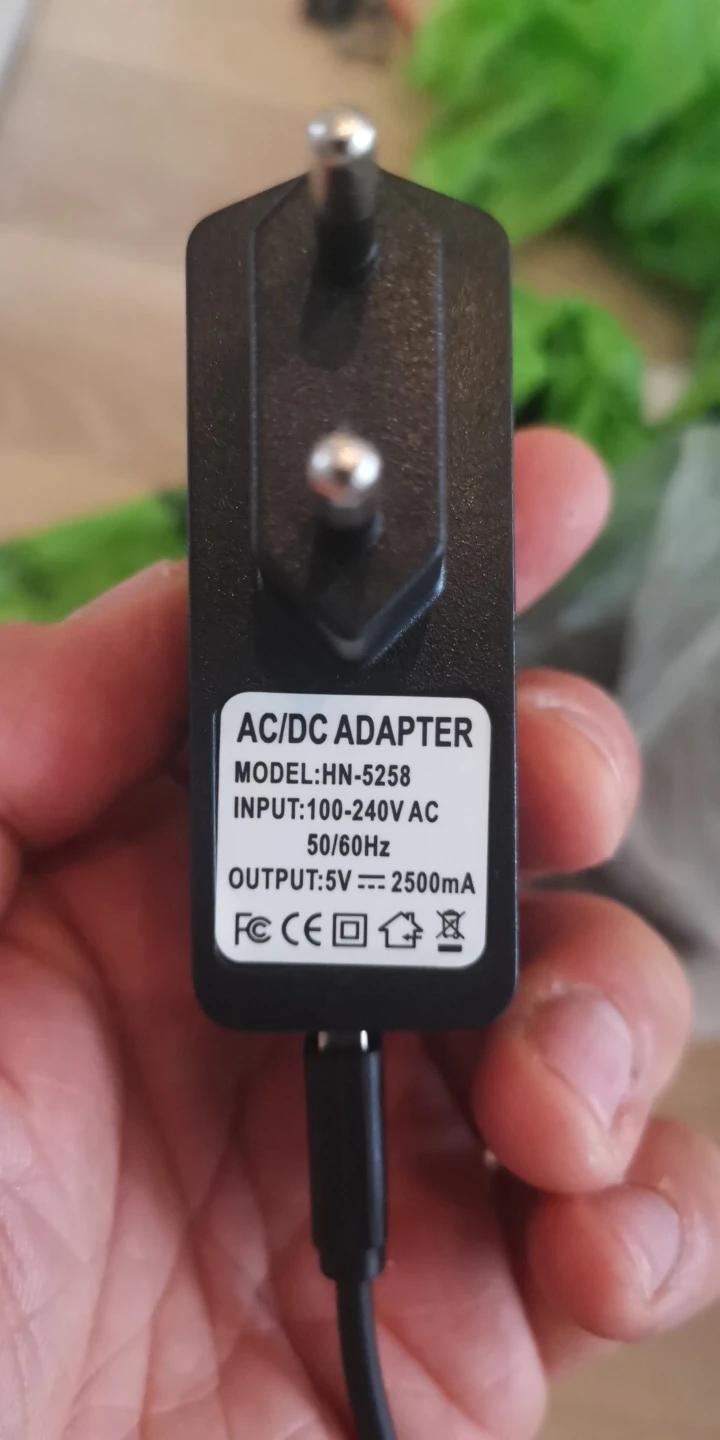 AC/DC ADAPTER
MODEL:HN-5258
INPUT:100-240V AC
50/60Hz
OUTPUT:5V ⎓ 2500mA
FC CE